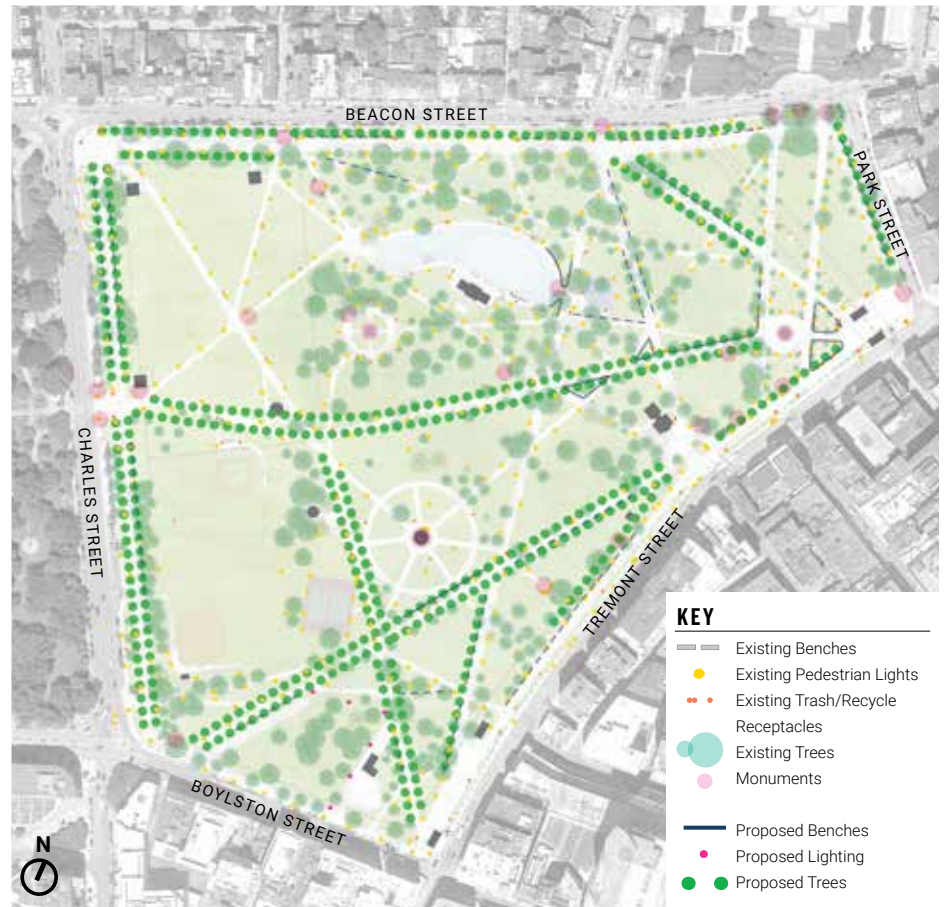 BEACON STREET
PARK STREET
CHARLES STREET
TREMONT STREET
BOYLSTON STREET
N
KEY
Existing Benches
Existing Pedestrian Lights
Existing Trash/Recycle
Receptacles
Existing Trees
Monuments
Proposed Benches
Proposed Lighting
Proposed Trees